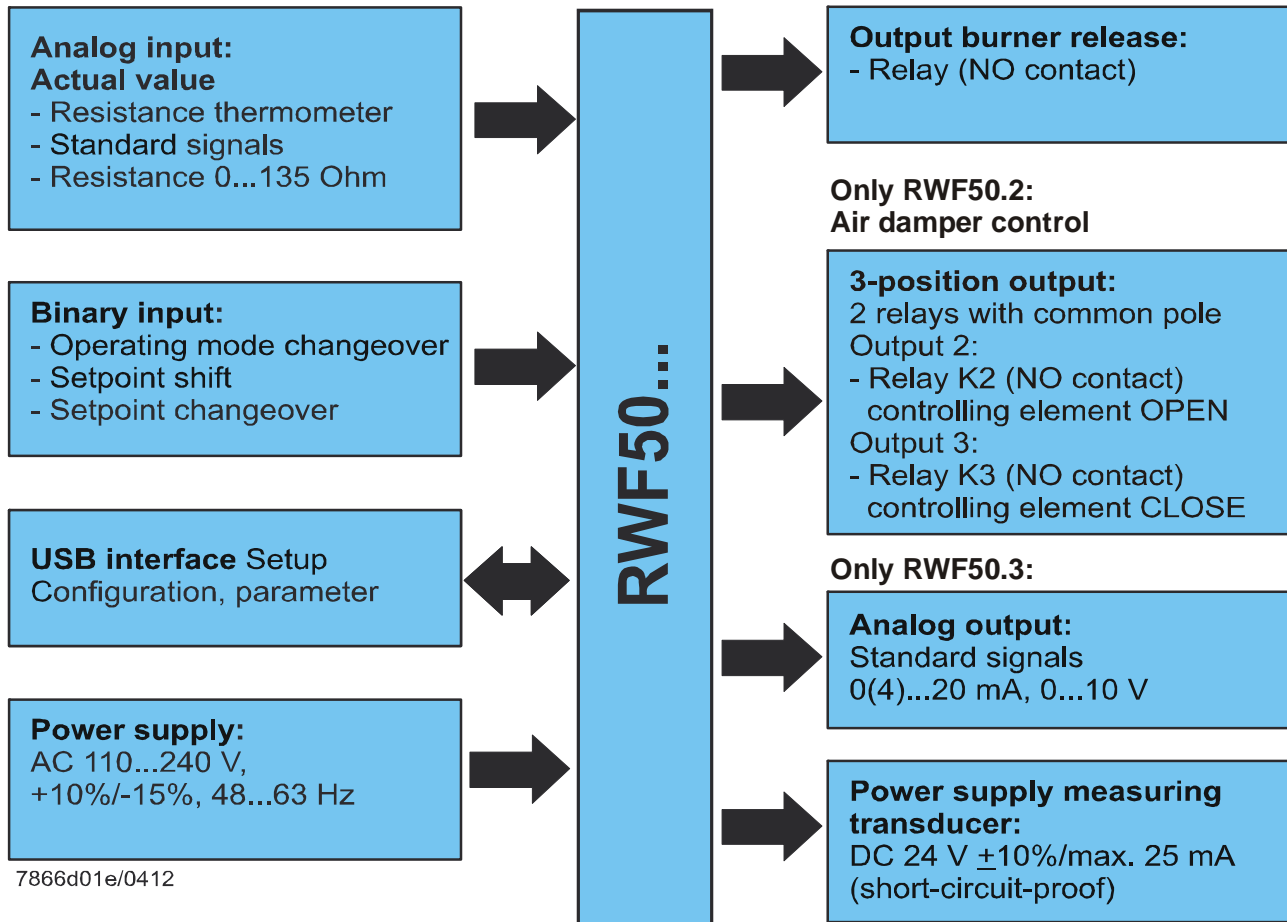 Analog input:
Actual value
- Resistance thermometer
- Standard signals
- Resistance 0...135 Ohm
Binary input:
- Operating mode changeover
- Setpoint shift
- Setpoint changeover
USB interface Setup
Configuration, parameter
Power supply:
AC 110...240 V,
+10%/-15%, 48...63 Hz
7866d01e/0412
RWF50...
Output burner release:
- Relay (NO contact)
Only RWF50.2:
Air damper control
3-position output:
2 relays with common pole
Output 2:
- Relay K2 (NO contact)
controlling element OPEN
Output 3:
- Relay K3 (NO contact)
controlling element CLOSE
Only RWF50.3:
Analog output:
Standard signals
0(4)...20 mA, 0...10 V
Power supply measuring
transducer:
DC 24 V ±10%/max. 25 mA
(short-circuit-proof)